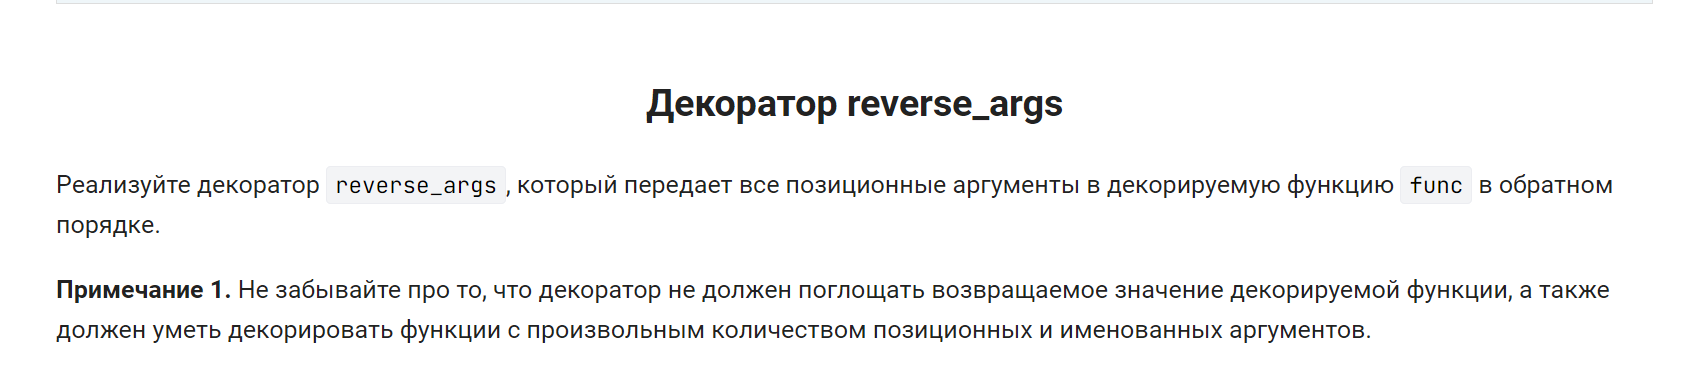 Декоратор reverse_args
Реализуйте декоратор reverse_args, который передает все позиционные аргументы в декорируемую функцию func в обратном
порядке.
Примечание 1. Не забывайте про то, что декоратор не должен поглощать возвращаемое значение декорируемой функции, а также
должен уметь декорировать функции с произвольным количеством позиционных и именованных аргументов.